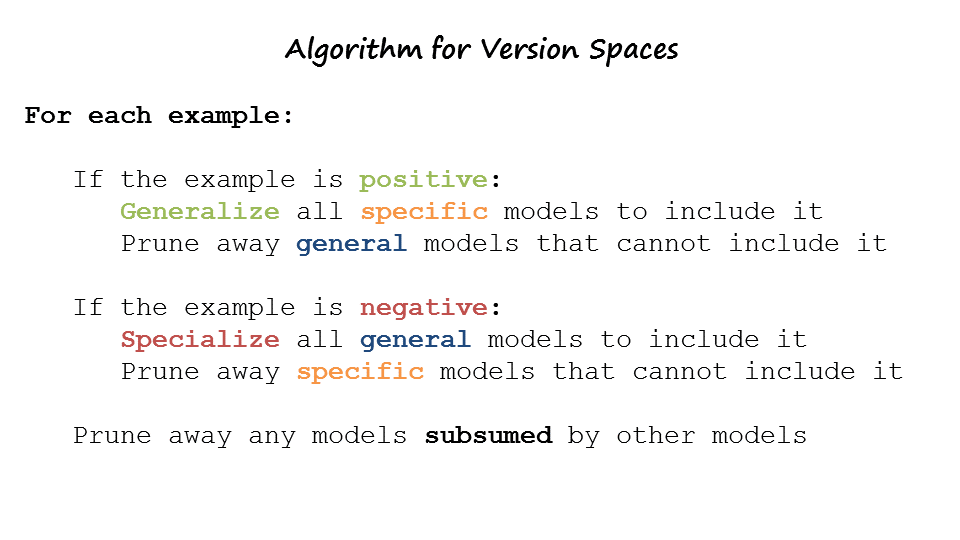 Algorithm for Version Spaces
For each example:
If the example is positive:
Generalize all specific models to include it
Prune away general models that cannot include it
If the example is negative:
Specialize all general models to include it
Prune away specific models that cannot include it
Prune away any models subsumed by other models